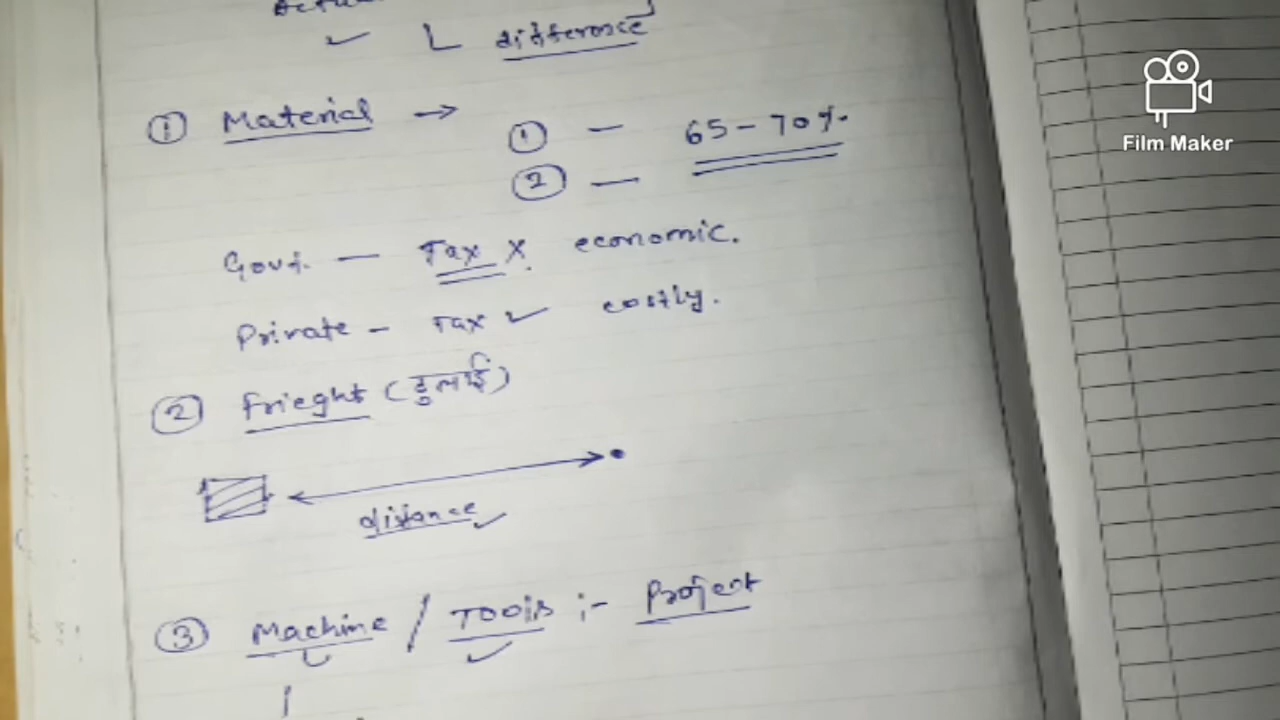 difference
① Material →
① — 65-70%.
② —
Govt. — Tax X economic.
Private - Tax ✓ costly.
② Frieght (ढुलाई)
distance
③ Machine / Tools :- Project
Film Maker